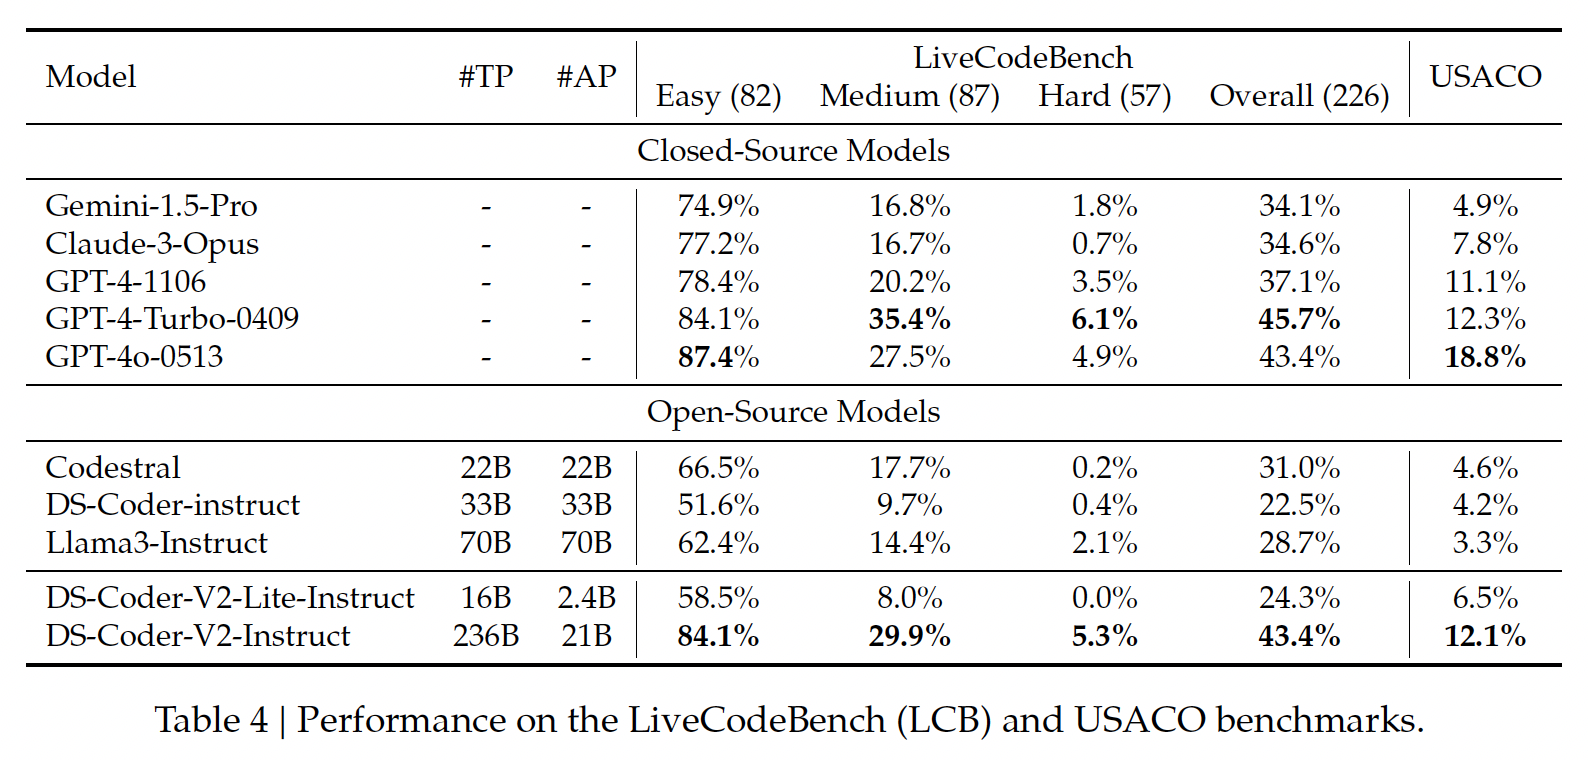 Model #TP #AP LiveCodeBench USACO
Easy (82) Medium (87) Hard (57) Overall (226)
Closed-Source Models
Gemini-1.5-Pro - - 74.9% 16.8% 1.8% 34.1% 4.9%
Claude-3-Opus - - 77.2% 16.7% 0.7% 34.6% 7.8%
GPT-4-1106 - - 78.4% 20.2% 3.5% 37.1% 11.1%
GPT-4-Turbo-0409 - - 84.1% 35.4% 6.1% 45.7% 12.3%
GPT-4o-0513 - - 87.4% 27.5% 4.9% 43.4% 18.8%
Open-Source Models
Codestral 22B 22B 66.5% 17.7% 0.2% 31.0% 4.6%
DS-Coder-instruct 33B 33B 51.6% 9.7% 0.4% 22.5% 4.2%
Llama3-Instruct 70B 70B 62.4% 14.4% 2.1% 28.7% 3.3%
DS-Coder-V2-Lite-Instruct 16B 2.4B 58.5% 8.0% 0.0% 24.3% 6.5%
DS-Coder-V2-Instruct 236B 21B 84.1% 29.9% 5.3% 43.4% 12.1%
Table 4 | Performance on the LiveCodeBench (LCB) and USACO benchmarks.